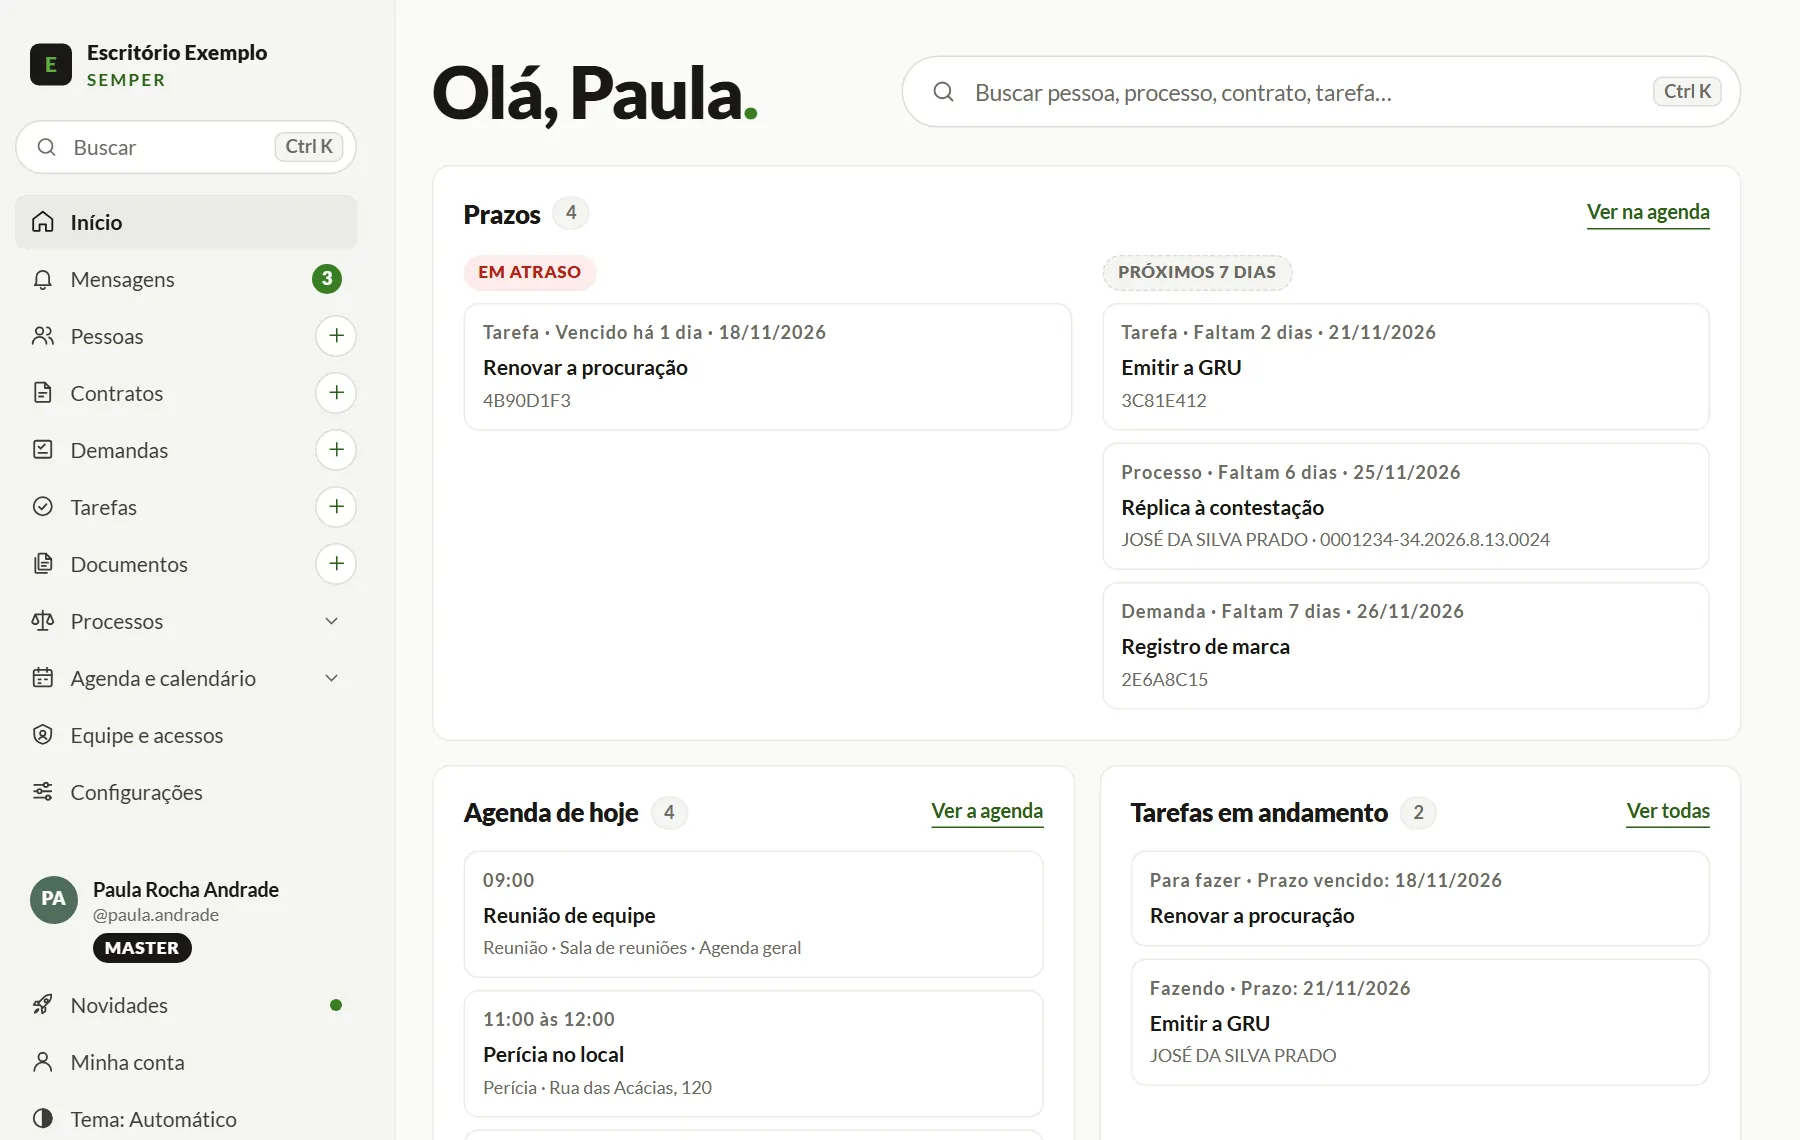 E
Escritório Exemplo
SEMPER
Buscar
Ctrl K
Início
Mensagens
3
Pessoas
+
Contratos
+
Demandas
+
Tarefas
+
Documentos
+
Processos
Agenda e calendário
Equipe e acessos
Configurações
PA
Paula Rocha Andrade
@paula.andrade
MASTER
Novidades
Minha conta
Tema: Automático
Olá, Paula.
Buscar pessoa, processo, contrato, tarefa...
Ctrl K
Prazos
4
Ver na agenda
EM ATRASO
Tarefa · Vencido há 1 dia · 18/11/2026
Renovar a procuração
4B90D1F3
PRÓXIMOS 7 DIAS
Tarefa · Faltam 2 dias · 21/11/2026
Emitir a GRU
3C81E412
Processo · Faltam 6 dias · 25/11/2026
Réplica à contestação
JOSÉ DA SILVA PRADO · 0001234-34.2026.8.13.0024
Demanda · Faltam 7 dias · 26/11/2026
Registro de marca
2E6A8C15
Agenda de hoje
4
Ver a agenda
09:00
Reunião de equipe
Reunião · Sala de reuniões · Agenda geral
11:00 às 12:00
Perícia no local
Perícia · Rua das Acácias, 120
Tarefas em andamento
2
Ver todas
Para fazer · Prazo vencido: 18/11/2026
Renovar a procuração
Fazendo · Prazo: 21/11/2026
Emitir a GRU
JOSÉ DA SILVA PRADO